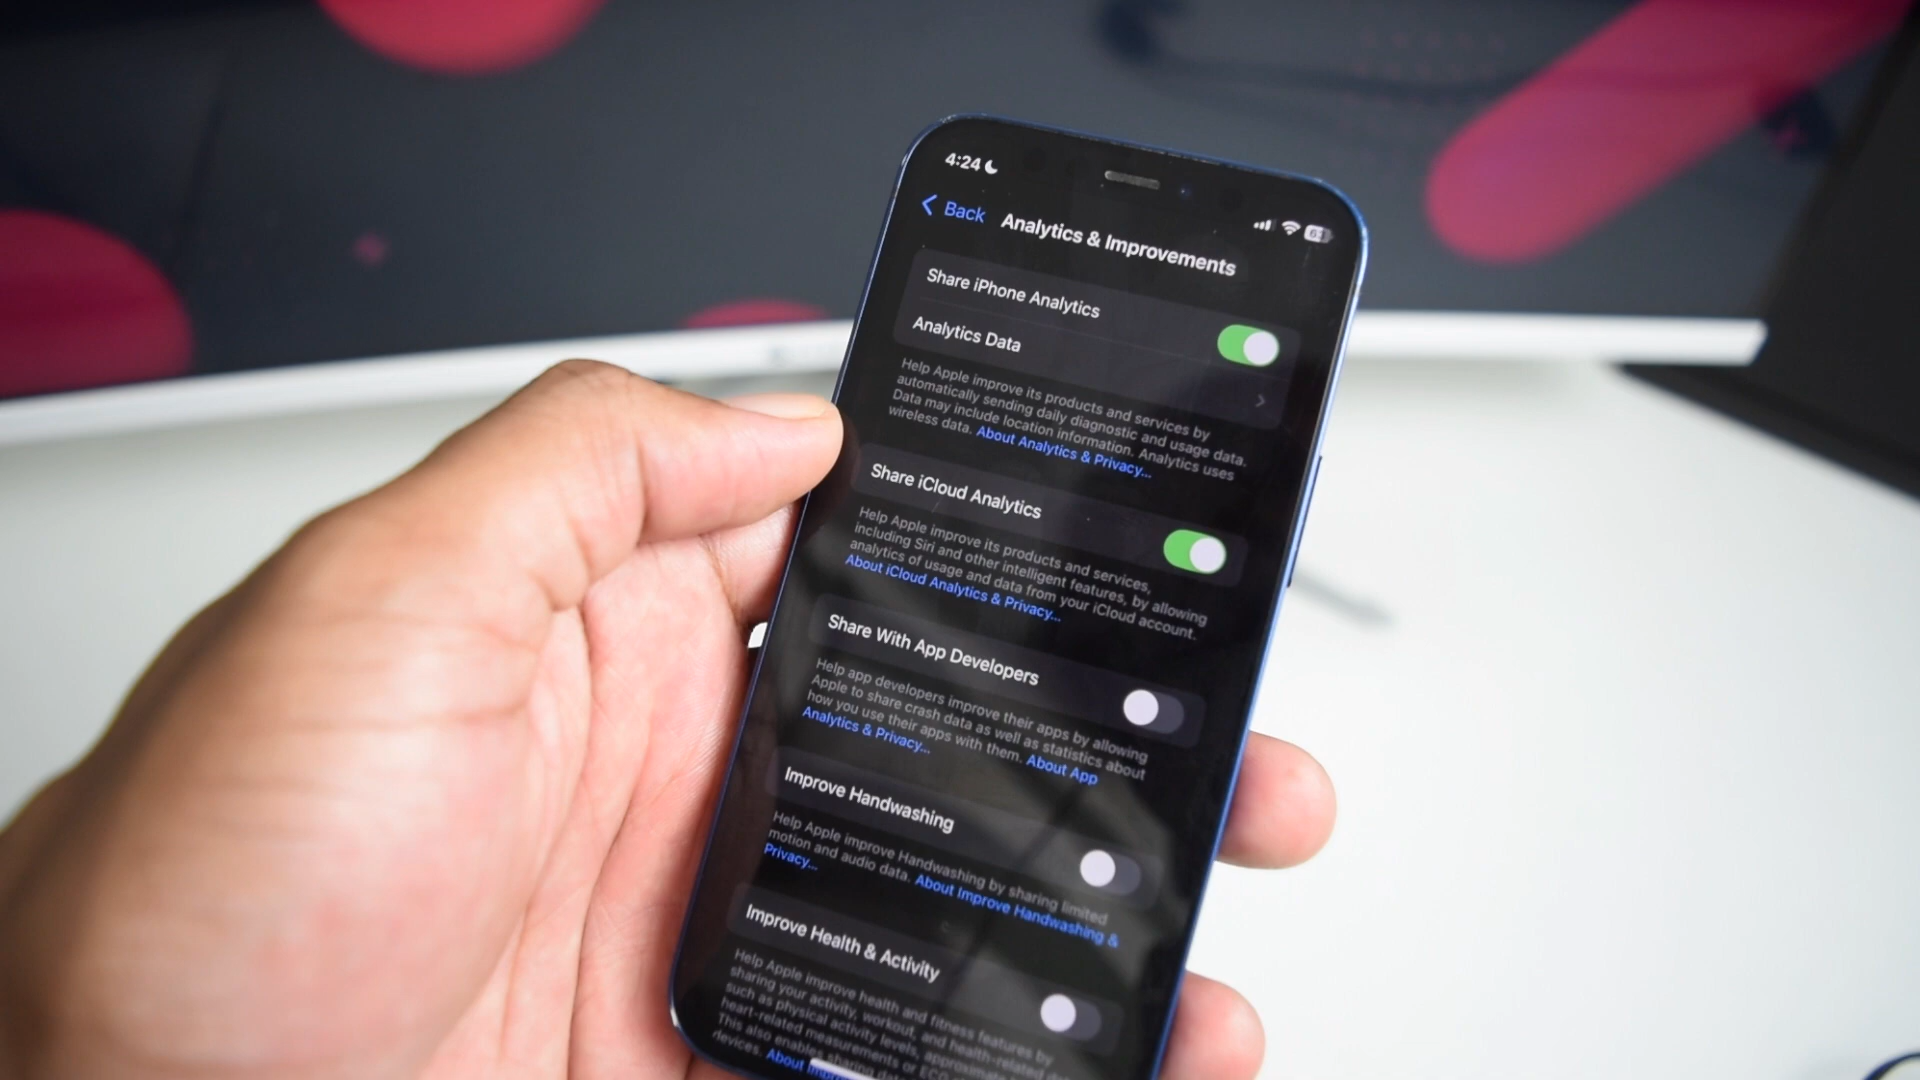 4:24
61
Back
Analytics & Improvements
Share iPhone Analytics
Analytics Data
Help Apple improve its products and services by
automatically sending daily diagnostic and usage data.
Data may include location information. Analytics uses
wireless data. About Analytics & Privacy...
Share iCloud Analytics
Help Apple improve its products and services,
including Siri and other intelligent features, by allowing
analytics of usage and data from your iCloud account.
About iCloud Analytics & Privacy...
Share With App Developers
Help app developers improve their apps by allowing
Apple to share crash data as well as statistics about
how you use their apps with them. About App
Analytics & Privacy...
Improve Handwashing
Help Apple improve Handwashing by sharing limited
motion and audio data. About Improve Handwashing &
Privacy...
Improve Health & Activity
Help Apple improve health and fitness features by
sharing your activity, workout, and health-related data
such as physical activity levels, approximate
heart-related measurements or ECG
This also enables sharing
devices. About